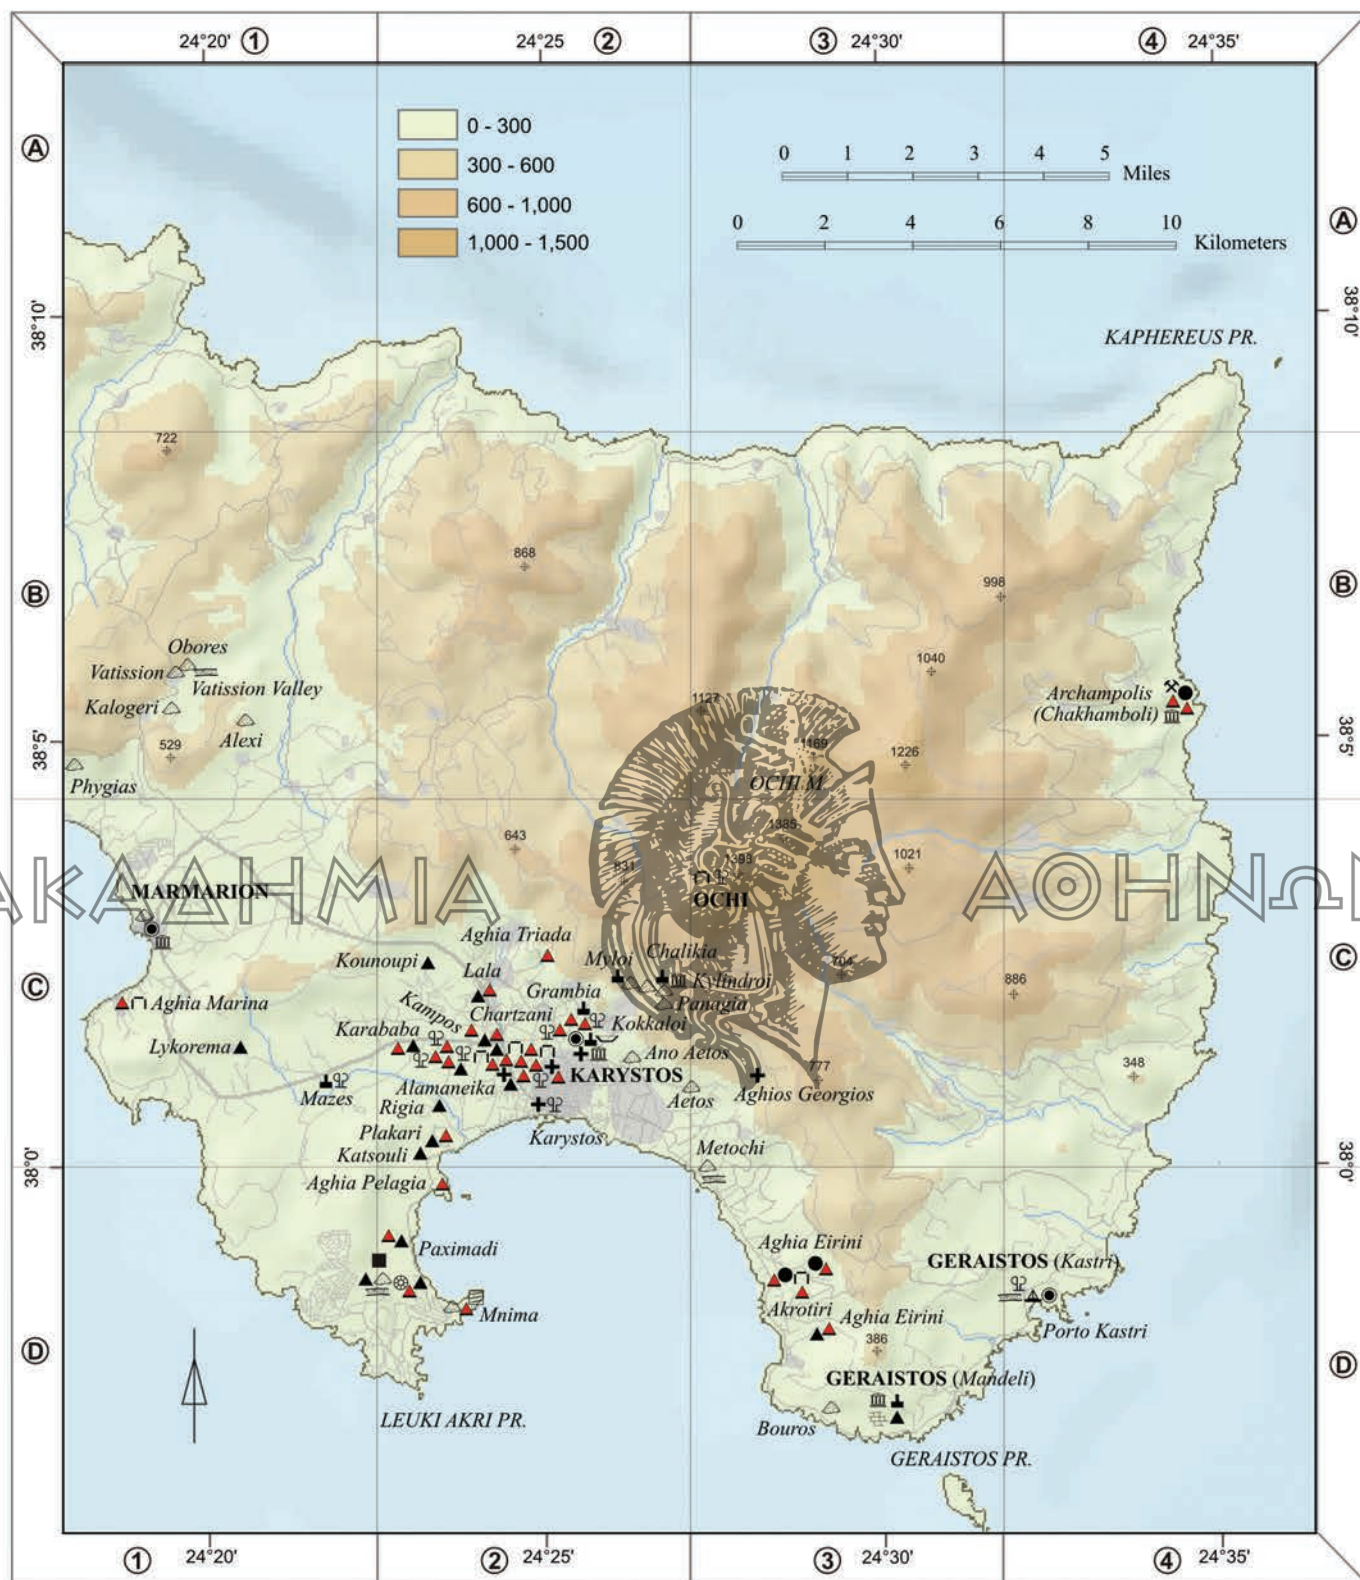 24°20'
①
24°25
②
③
24°30'
④
24°35'
Ⓐ
0 - 300
300 - 600
600 - 1,000
1,000 - 1,500
0 1 2 3 4 5 Miles
0 2 4 6 8 10 Kilometers
Ⓐ
38°10'
38°10'
KAPHEREUS PR.
722
868
998
Ⓑ
Ⓑ
Obores
Vatission
Vatission Valley
Kalogeri
Alexi
529
Phygias
38°5'
1040
1127
1169
1226
Archampolis
(Chakhamboli)
38°5'
OCHI M.
643
1385
831
1393
1021
ΑΚΑΔΗΜΙΑ
ΑΘΗΝΩΝ
MARMARION
OCHI
Aghia Triada
Kounoupi
Lala
Myloi
Chalikia
Kylindroi
704
886
Ⓒ
Ⓒ
Aghia Marina
Kampos
Grambia
Chartzani
Panagia
Karababa
Kokkaloi
Lykorema
Ano Aetos
KARYSTOS
777
348
Mazes
Alamaneika
Aetos
Aghios Georgios
Rigia
Plakari
Karystos
Metochi
Katsouli
38°0'
38°0'
Aghia Pelagia
Paximadi
Aghia Eirini
GERAISTOS (Kastri)
Mnima
Akrotiri
Aghia Eirini
Porto Kastri
386
Ⓓ
Ⓓ
GERAISTOS (Mandeli)
LEUKI AKRI PR.
Bouros
GERAISTOS PR.
①
24°20'
②
24°25'
③
24°30'
④
24°35'